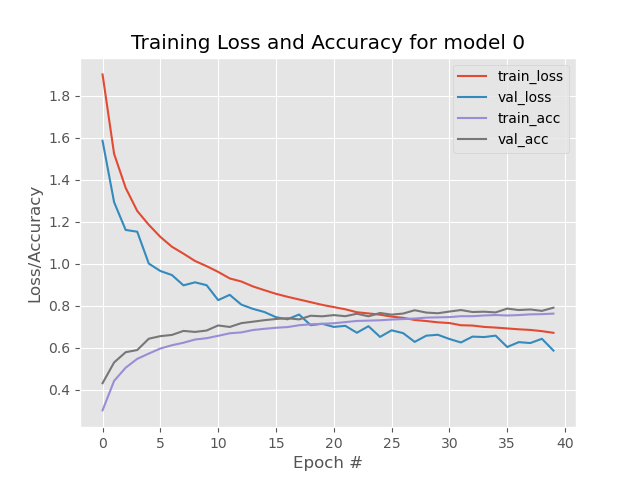 Training Loss and Accuracy for model 0
train_loss
val_loss
train_acc
val_acc
Loss/Accuracy
1.8
1.6
1.4
1.2
1.0
0.8
0.6
0.4
0 5 10 15 20 25 30 35 40
Epoch #